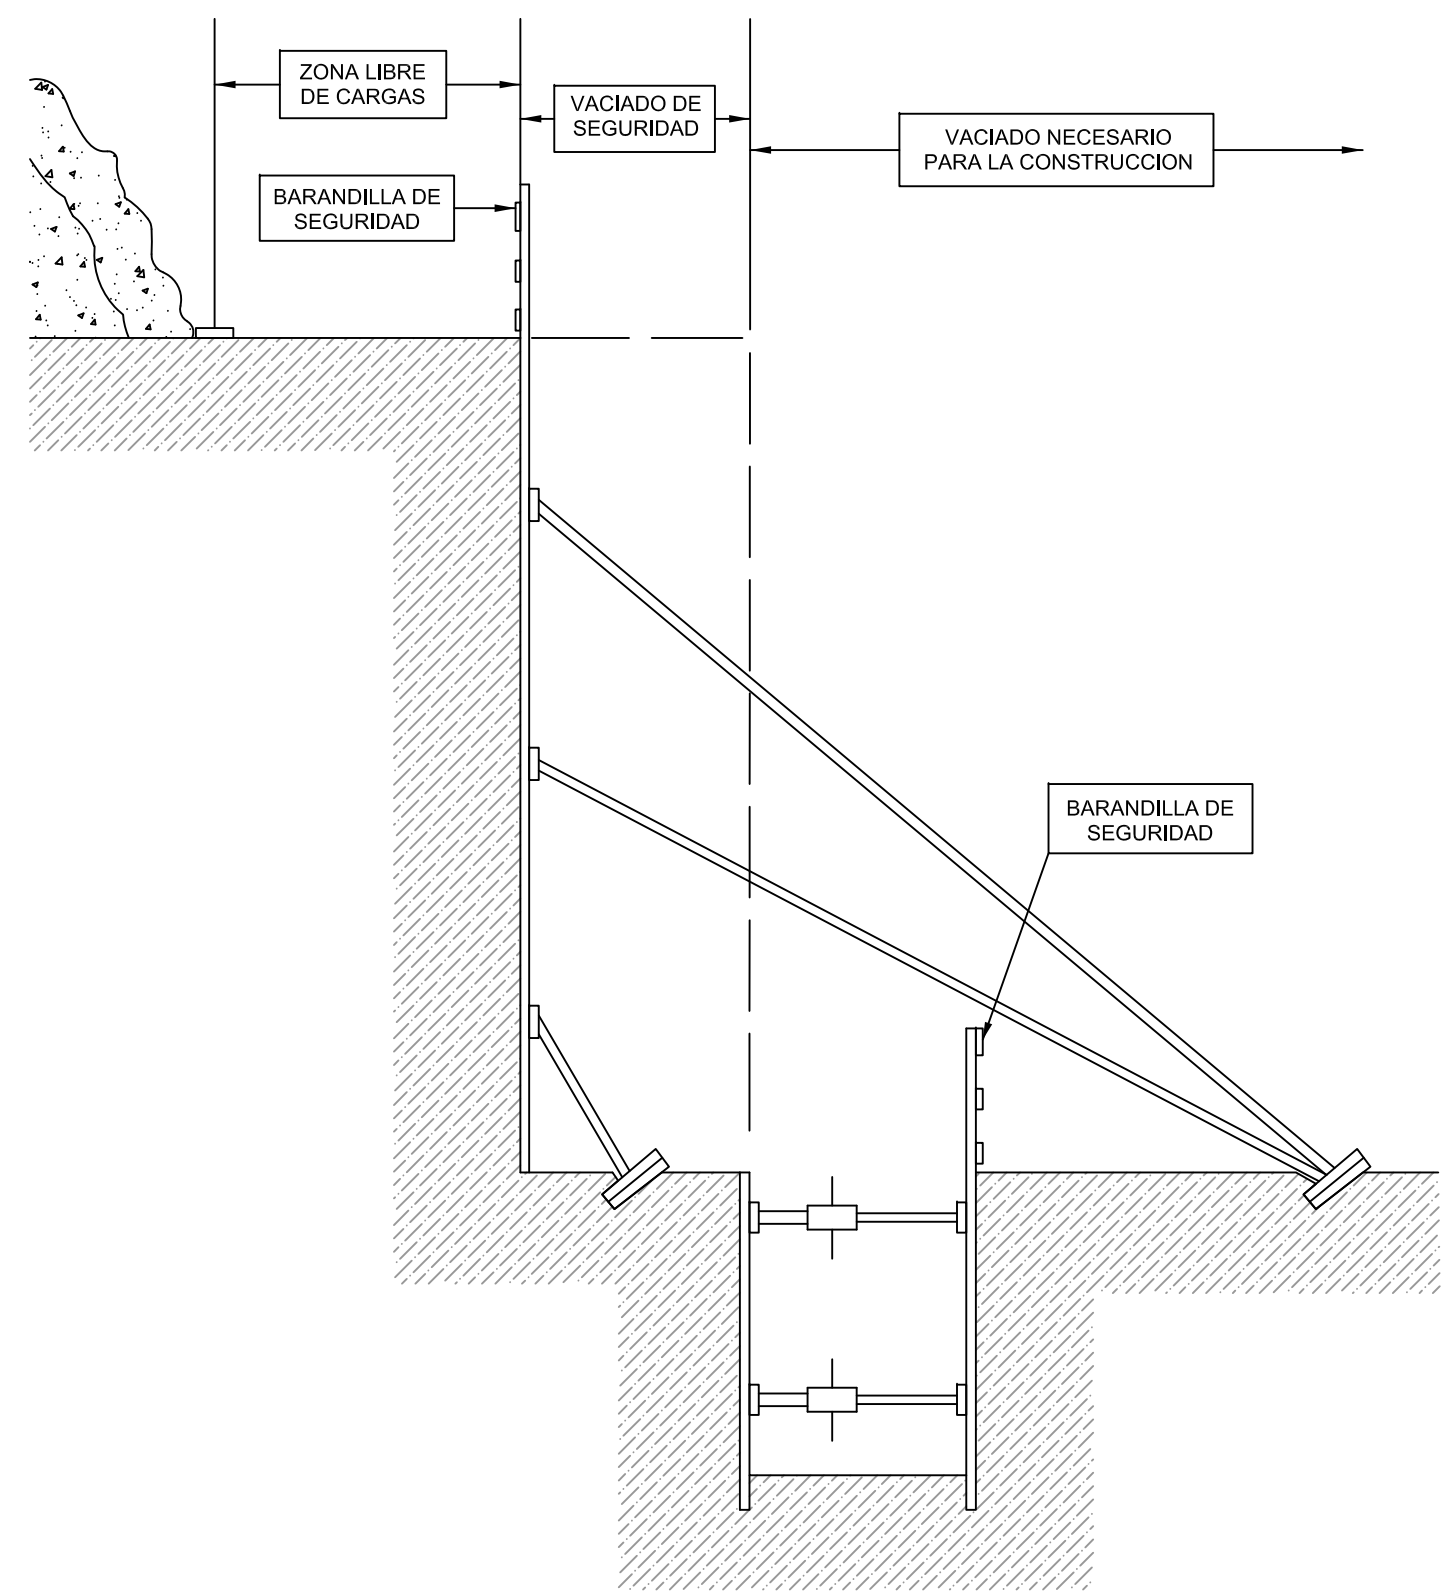 ZONA LIBRE
DE CARGAS
VACIADO DE
SEGURIDAD
VACIADO NECESARIO
PARA LA CONSTRUCCION
BARANDILLA DE
SEGURIDAD
BARANDILLA DE
SEGURIDAD